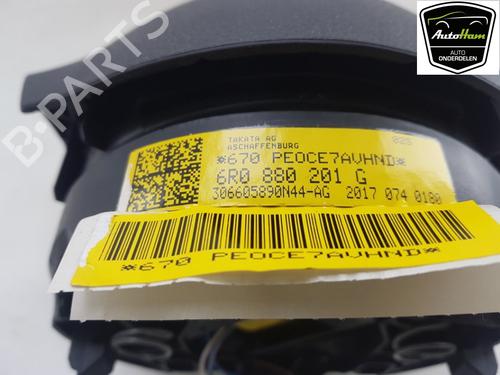 AutoHam
AUTO
ONDERDELEN
B-PARTS
TAKATA AG
ASCHAFFENBURG
028
*670 PEOCE7AVHND*
6R0 880 201 G
306605890N44-AG 2017 074 0180
*670 PEOCE7AVHND*